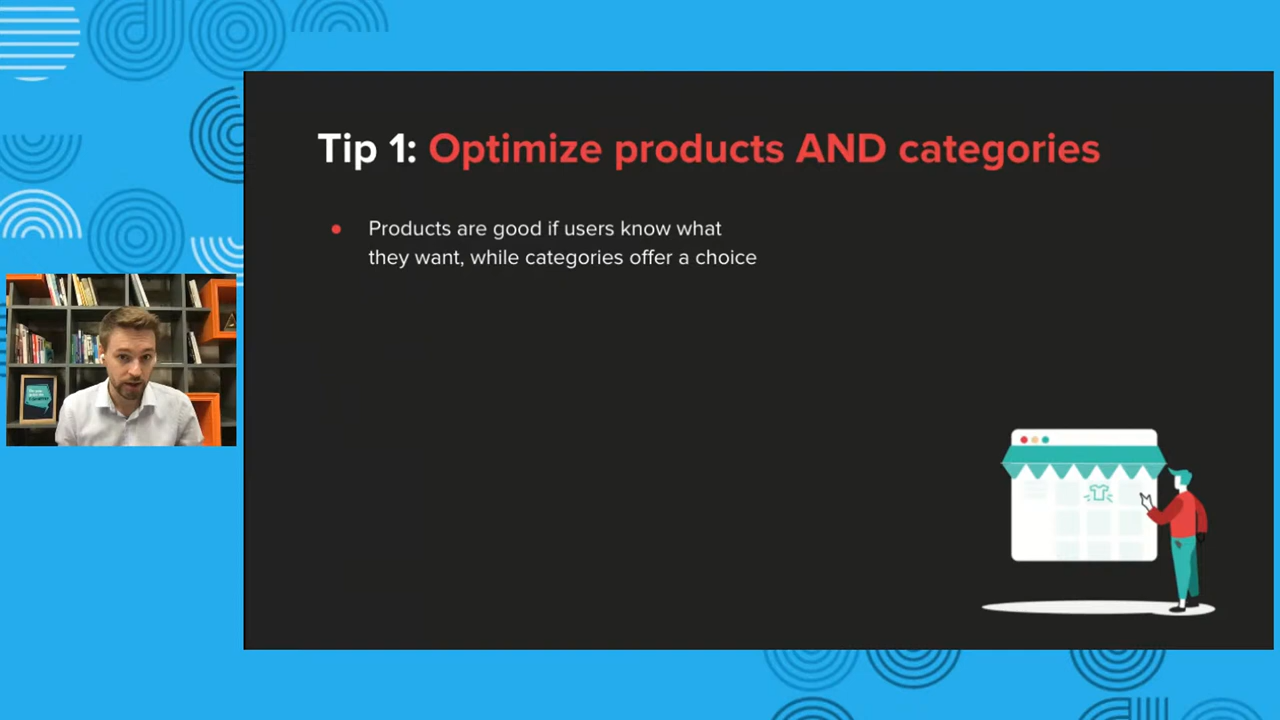 Tip 1: Optimize products AND categories
● Products are good if users know what
they want, while categories offer a choice